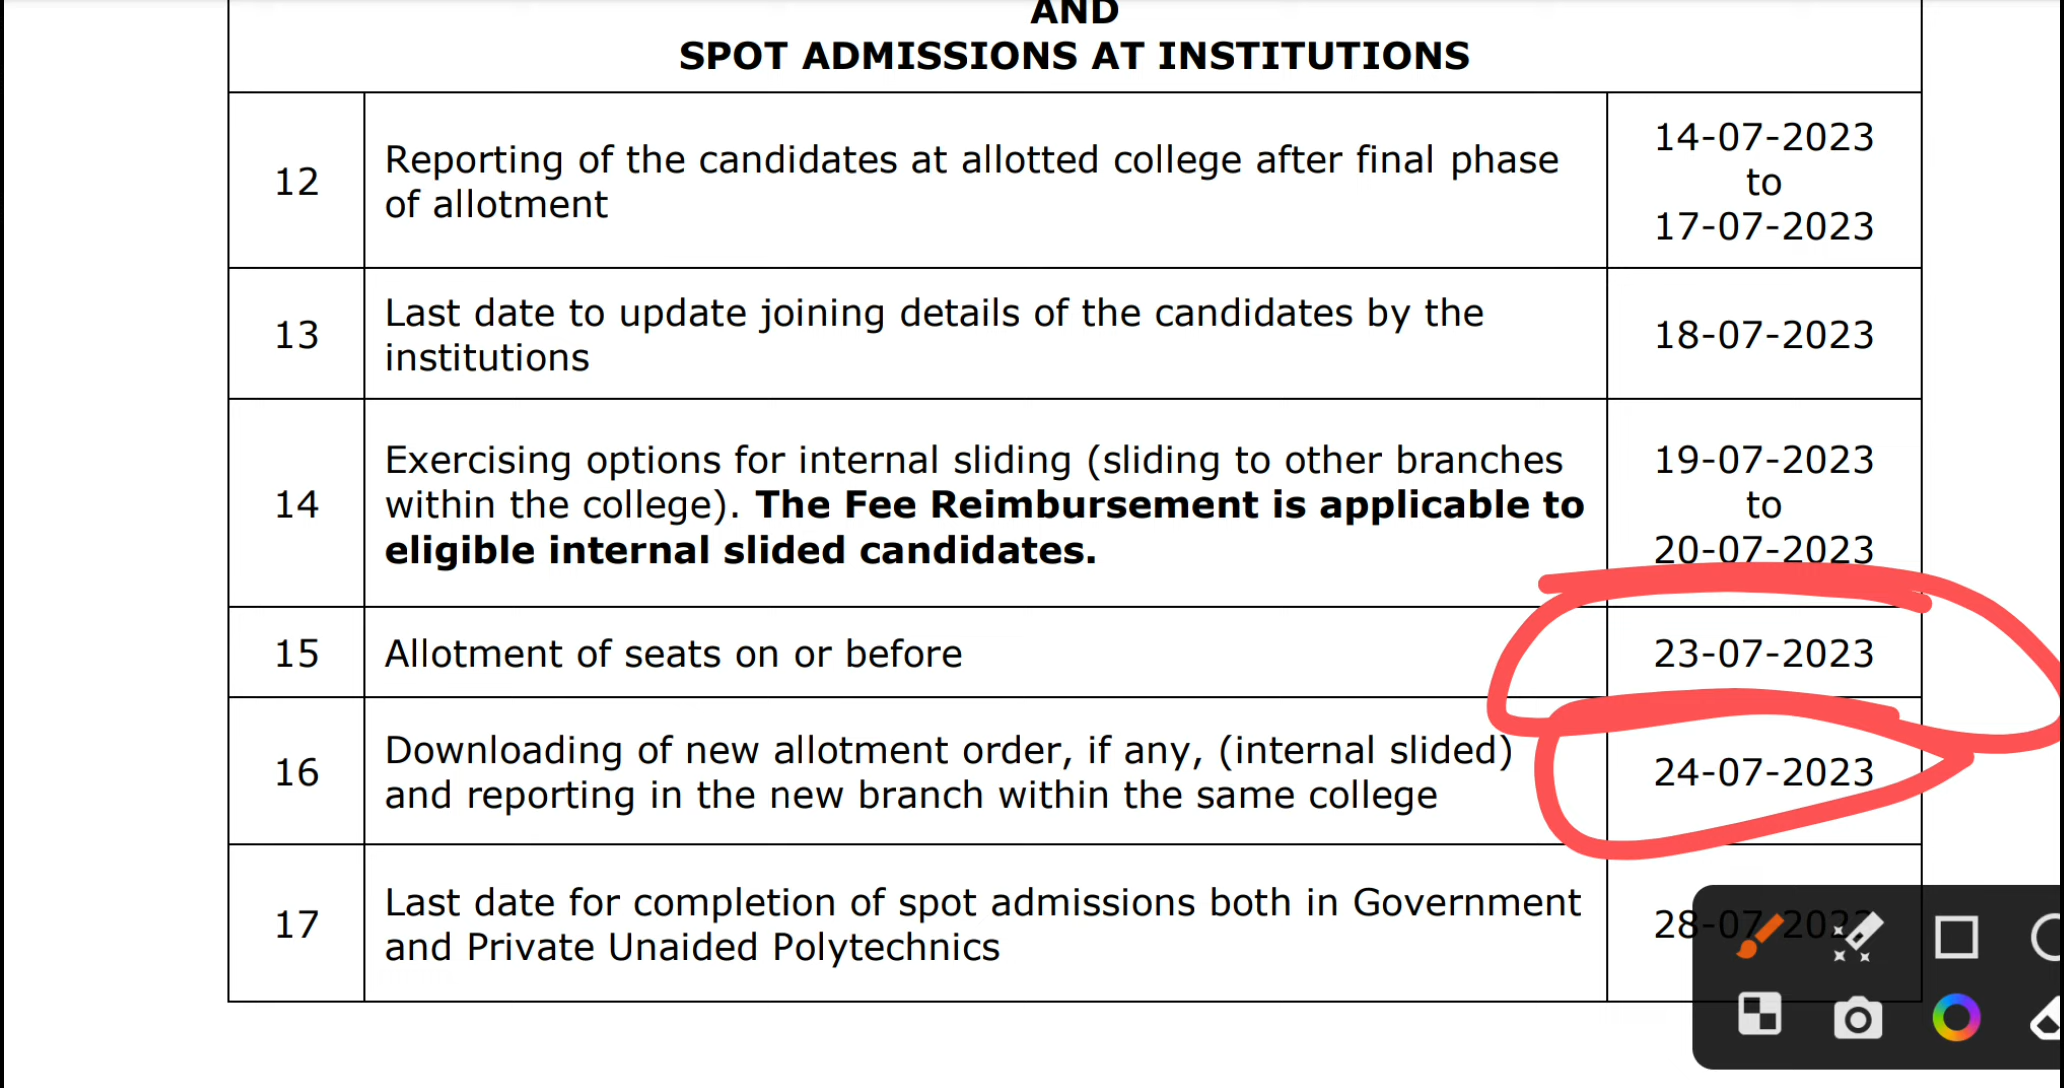 AND
SPOT ADMISSIONS AT INSTITUTIONS
12
Reporting of the candidates at allotted college after final phase
of allotment
14-07-2023
to
17-07-2023
13
Last date to update joining details of the candidates by the
institutions
18-07-2023
14
Exercising options for internal sliding (sliding to other branches
within the college). The Fee Reimbursement is applicable to
eligible internal slided candidates.
19-07-2023
to
20-07-2023
15
Allotment of seats on or before
23-07-2023
16
Downloading of new allotment order, if any, (internal slided)
and reporting in the new branch within the same college
24-07-2023
17
Last date for completion of spot admissions both in Government
and Private Unaided Polytechnics